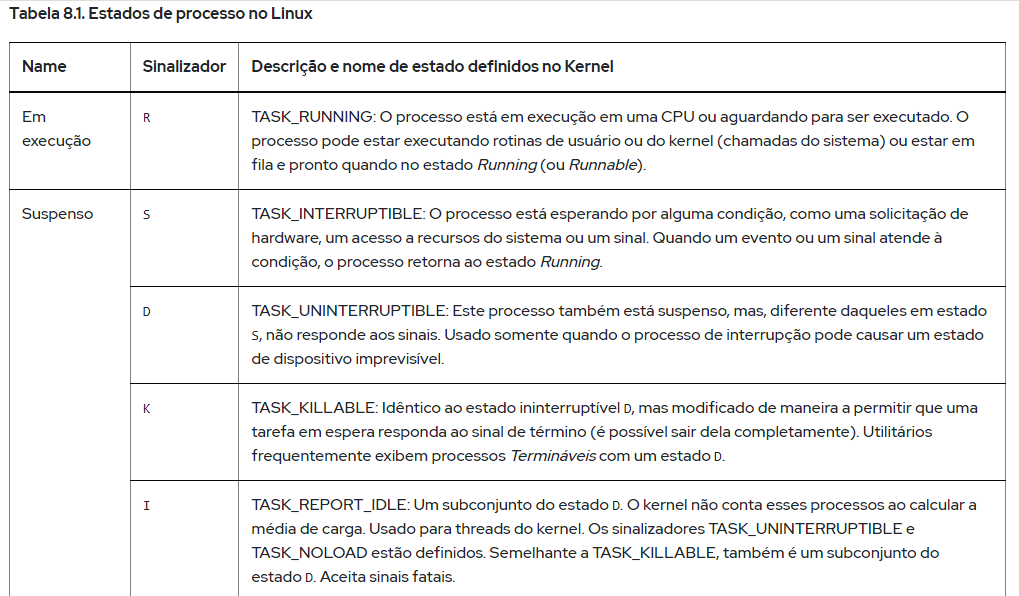 Tabela 8.1. Estados de processo no Linux
Name
Sinalizador
Descrição e nome de estado definidos no Kernel
Em
execução
R
TASK_RUNNING: O processo está em execução em uma CPU ou aguardando para ser executado. O
processo pode estar executando rotinas de usuário ou do kernel (chamadas do sistema) ou estar em
fila e pronto quando no estado Running (ou Runnable).
Suspenso
S
TASK_INTERRUPTIBLE: O processo está esperando por alguma condição, como uma solicitação de
hardware, um acesso a recursos do sistema ou um sinal. Quando um evento ou um sinal atende à
condição, o processo retorna ao estado Running.
D
TASK_UNINTERRUPTIBLE: Este processo também está suspenso, mas, diferente daqueles em estado
S, não responde aos sinais. Usado somente quando o processo de interrupção pode causar um estado
de dispositivo imprevisível.
K
TASK_KILLABLE: Idêntico ao estado ininterruptível D, mas modificado de maneira a permitir que uma
tarefa em espera responda ao sinal de término (é possível sair dela completamente). Utilitários
frequentemente exibem processos Termináveis com um estado D.
I
TASK_REPORT_IDLE: Um subconjunto do estado D. O kernel não conta esses processos ao calcular a
média de carga. Usado para threads do kernel. Os sinalizadores TASK_UNINTERRUPTIBLE e
TASK_NOLOAD estão definidos. Semelhante a TASK_KILLABLE, também é um subconjunto do
estado D. Aceita sinais fatais.